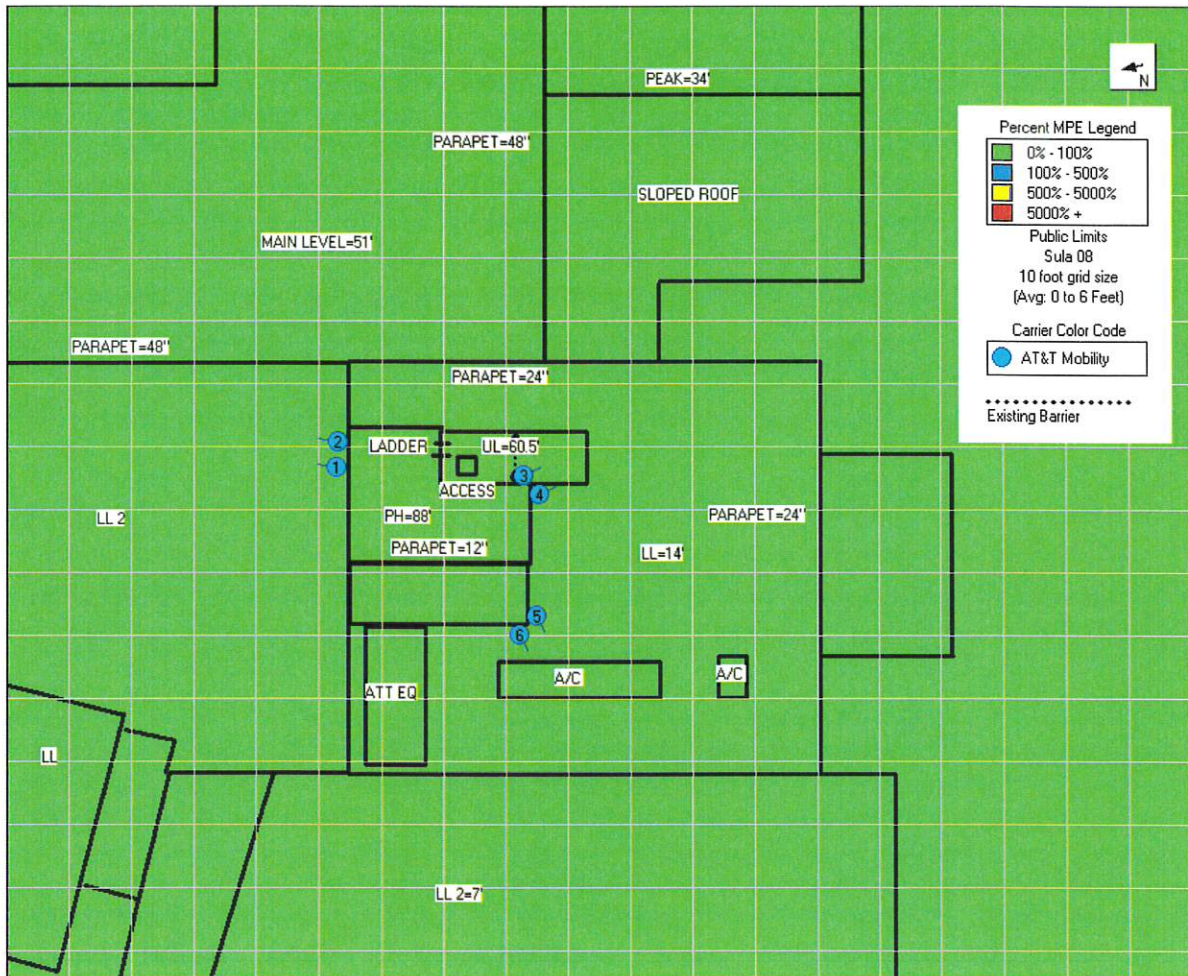 PEAK=34'
N
PARAPET=48"
Percent MPE Legend
0% - 100%
100% - 500%
500% - 5000%
5000% +
Public Limits
Sula 08
10 foot grid size
(Avg: 0 to 6 Feet)
Carrier Color Code
AT&T Mobility
Existing Barrier
SLOPED ROOF
MAIN LEVEL=51'
PARAPET=48"
PARAPET=24"
2
LADDER
UL=60.5'
1
3
ACCESS
4
LL 2
PH=88'
PARAPET=24"
PARAPET=12"
LL=14'
5
6
ATT EQ
A/C
A/C
LL
LL 2=7'